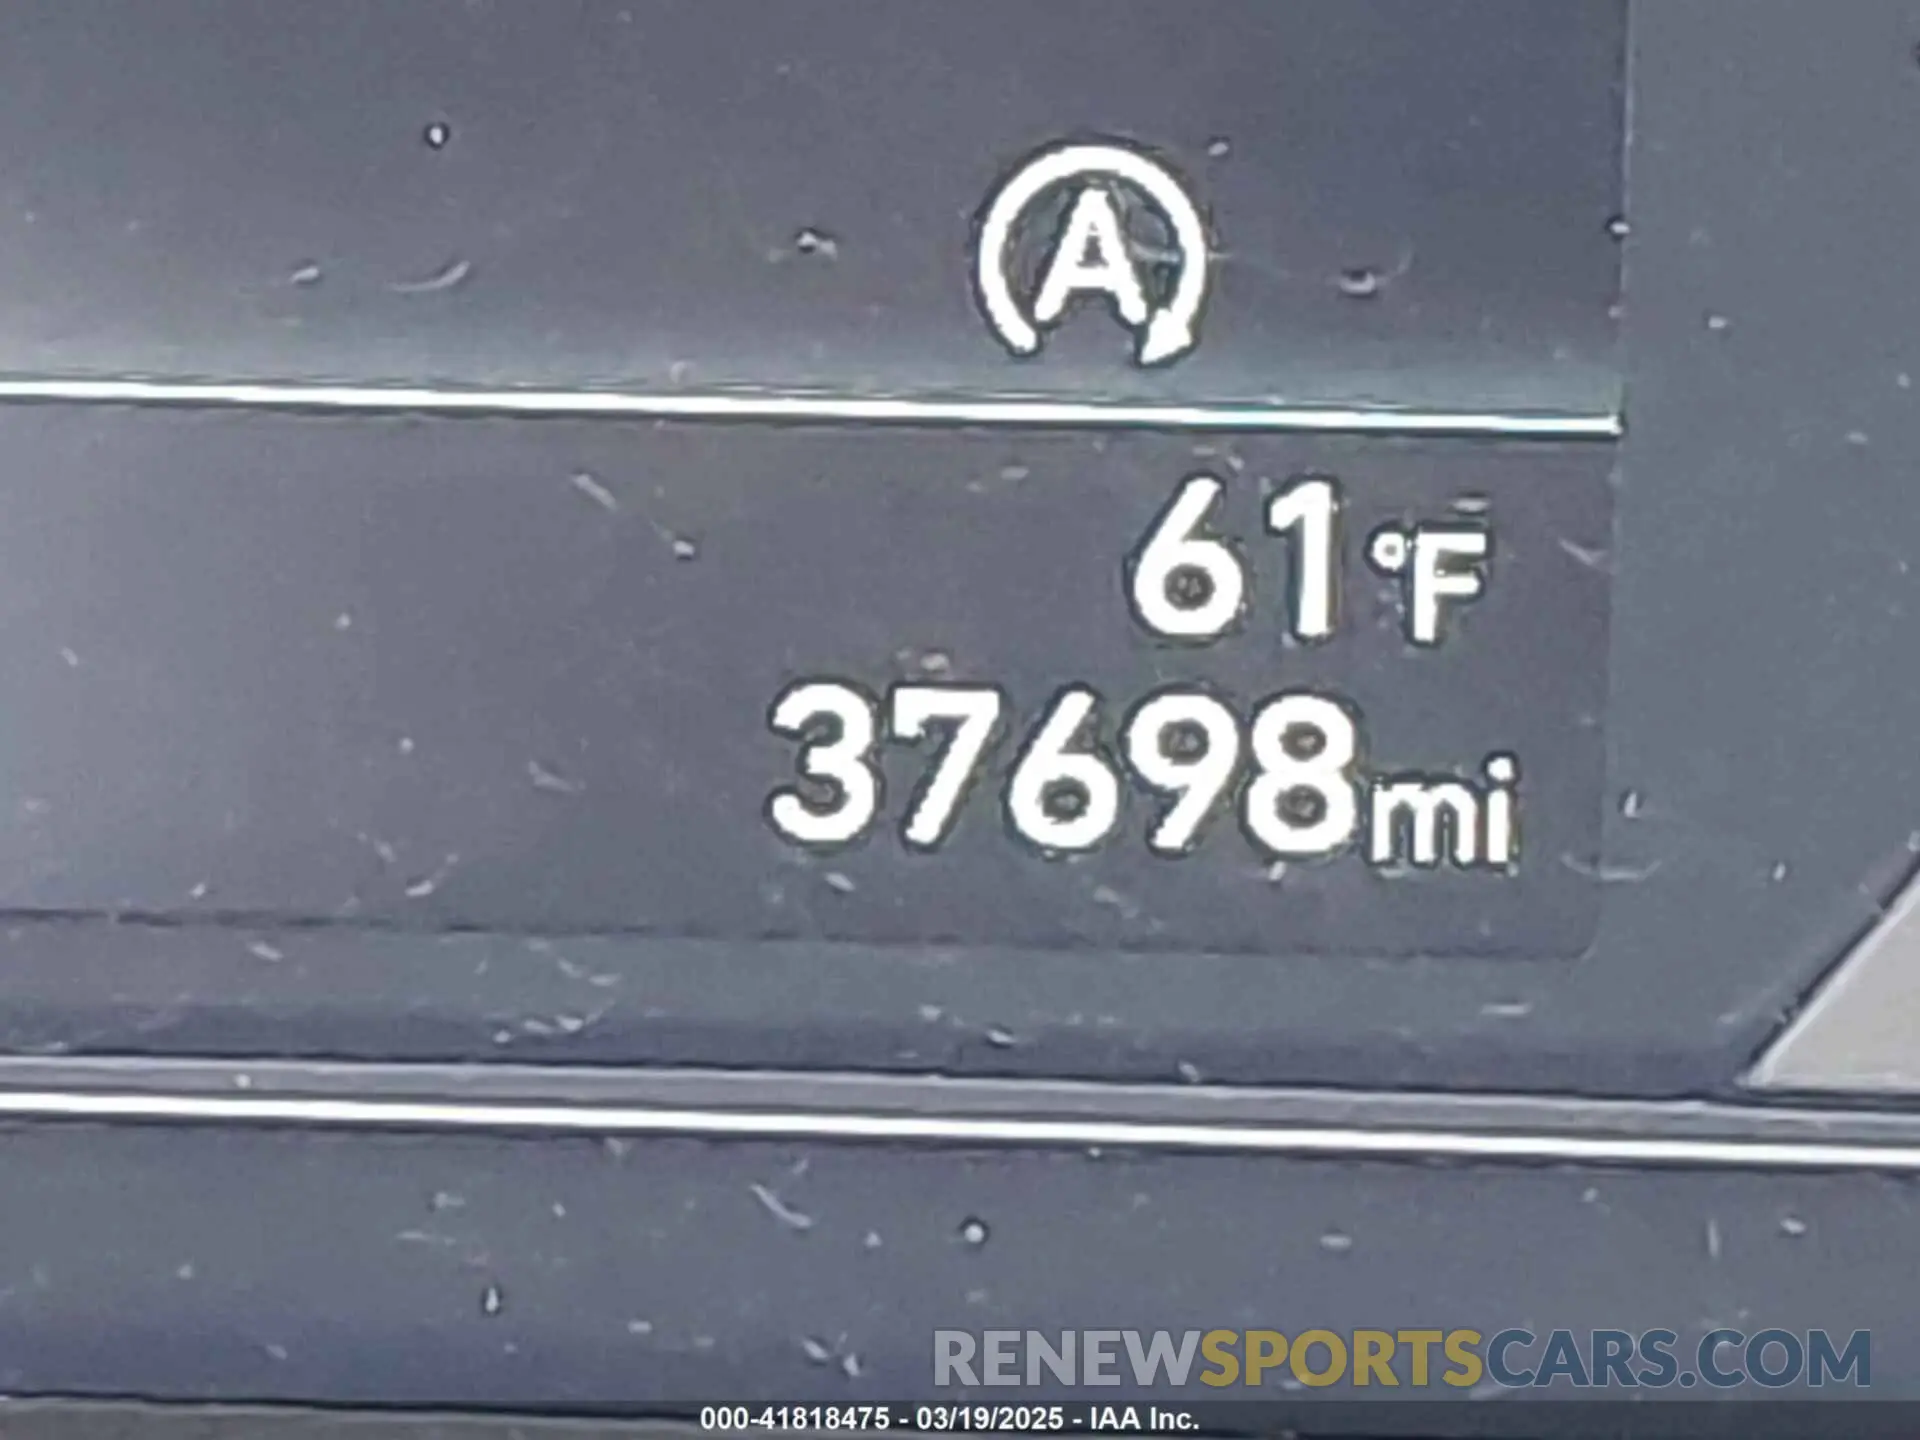 A
61°F
37698mi
RENEWSPORTSCARS.COM
000-41818475 - 03/19/2025 - IAA Inc.